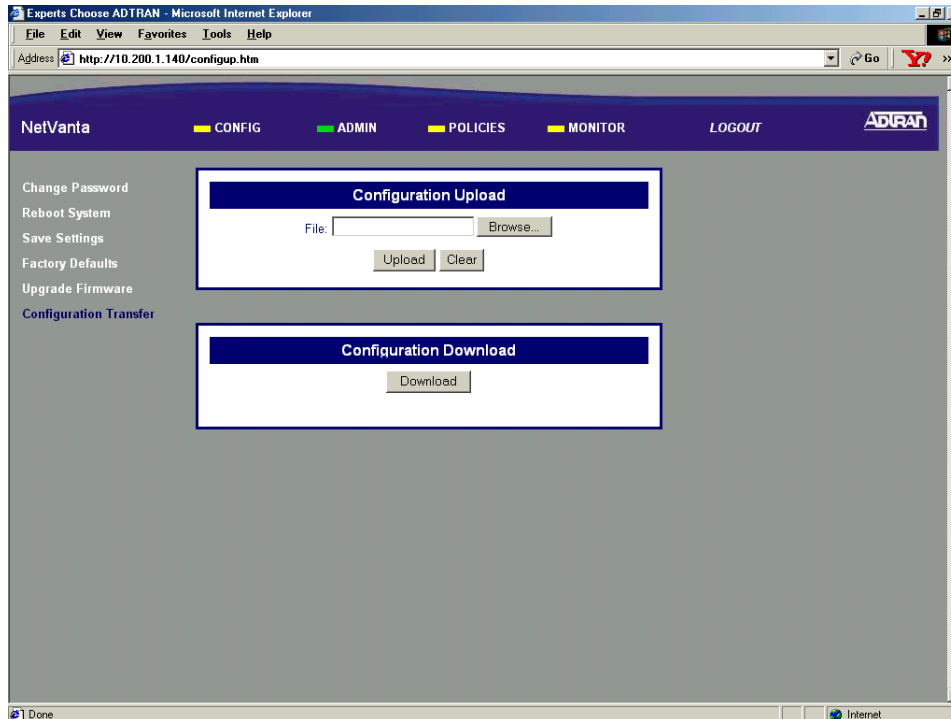 Experts Choose ADTRAN - Microsoft Internet Explorer
File Edit View Favorites Tools Help
Address http://10.200.1.140/configup.htm Go Y? »
NetVanta CONFIG ADMIN POLICIES MONITOR LOGOUT ADTRAN
Change Password
Reboot System
Save Settings
Factory Defaults
Upgrade Firmware
Configuration Transfer
Configuration Upload
File: Browse...
Upload Clear
Configuration Download
Download
Done Internet